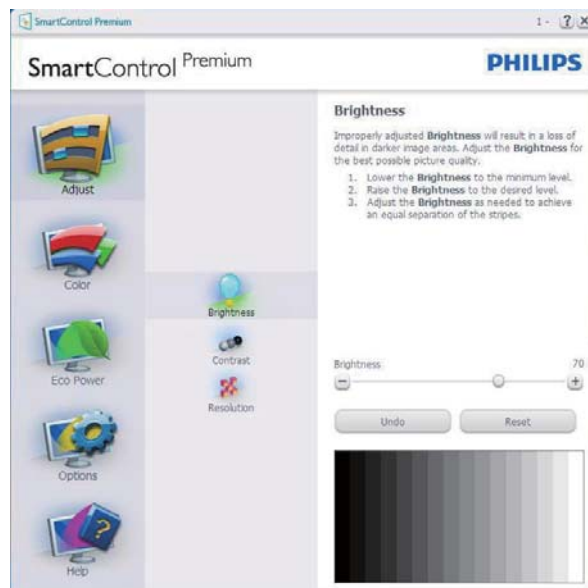 SmartControl Premium
1 -
?
SmartControl Premium
PHILIPS
Adjust
Color
Eco Power
Options
Help
Brightness
Contrast
Resolution
Brightness
Improperly adjusted Brightness will result in a loss of
detail in darker image areas. Adjust the Brightness for
the best possible picture quality.
1. Lower the Brightness to the minimum level.
2. Raise the Brightness to the desired level.
3. Adjust the Brightness as needed to achieve
an equal separation of the stripes.
Brightness 70
Undo
Reset